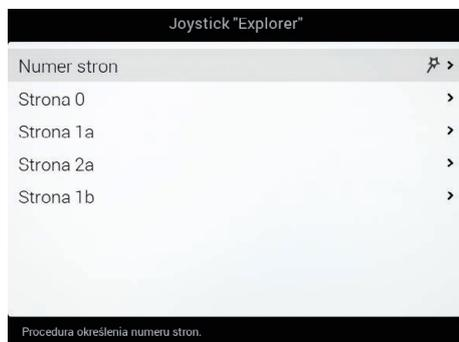 Joystick "Explorer"
Numer stron
Strona 0
Strona 1a
Strona 2a
Strona 1b
Procedura określenia numeru stron.